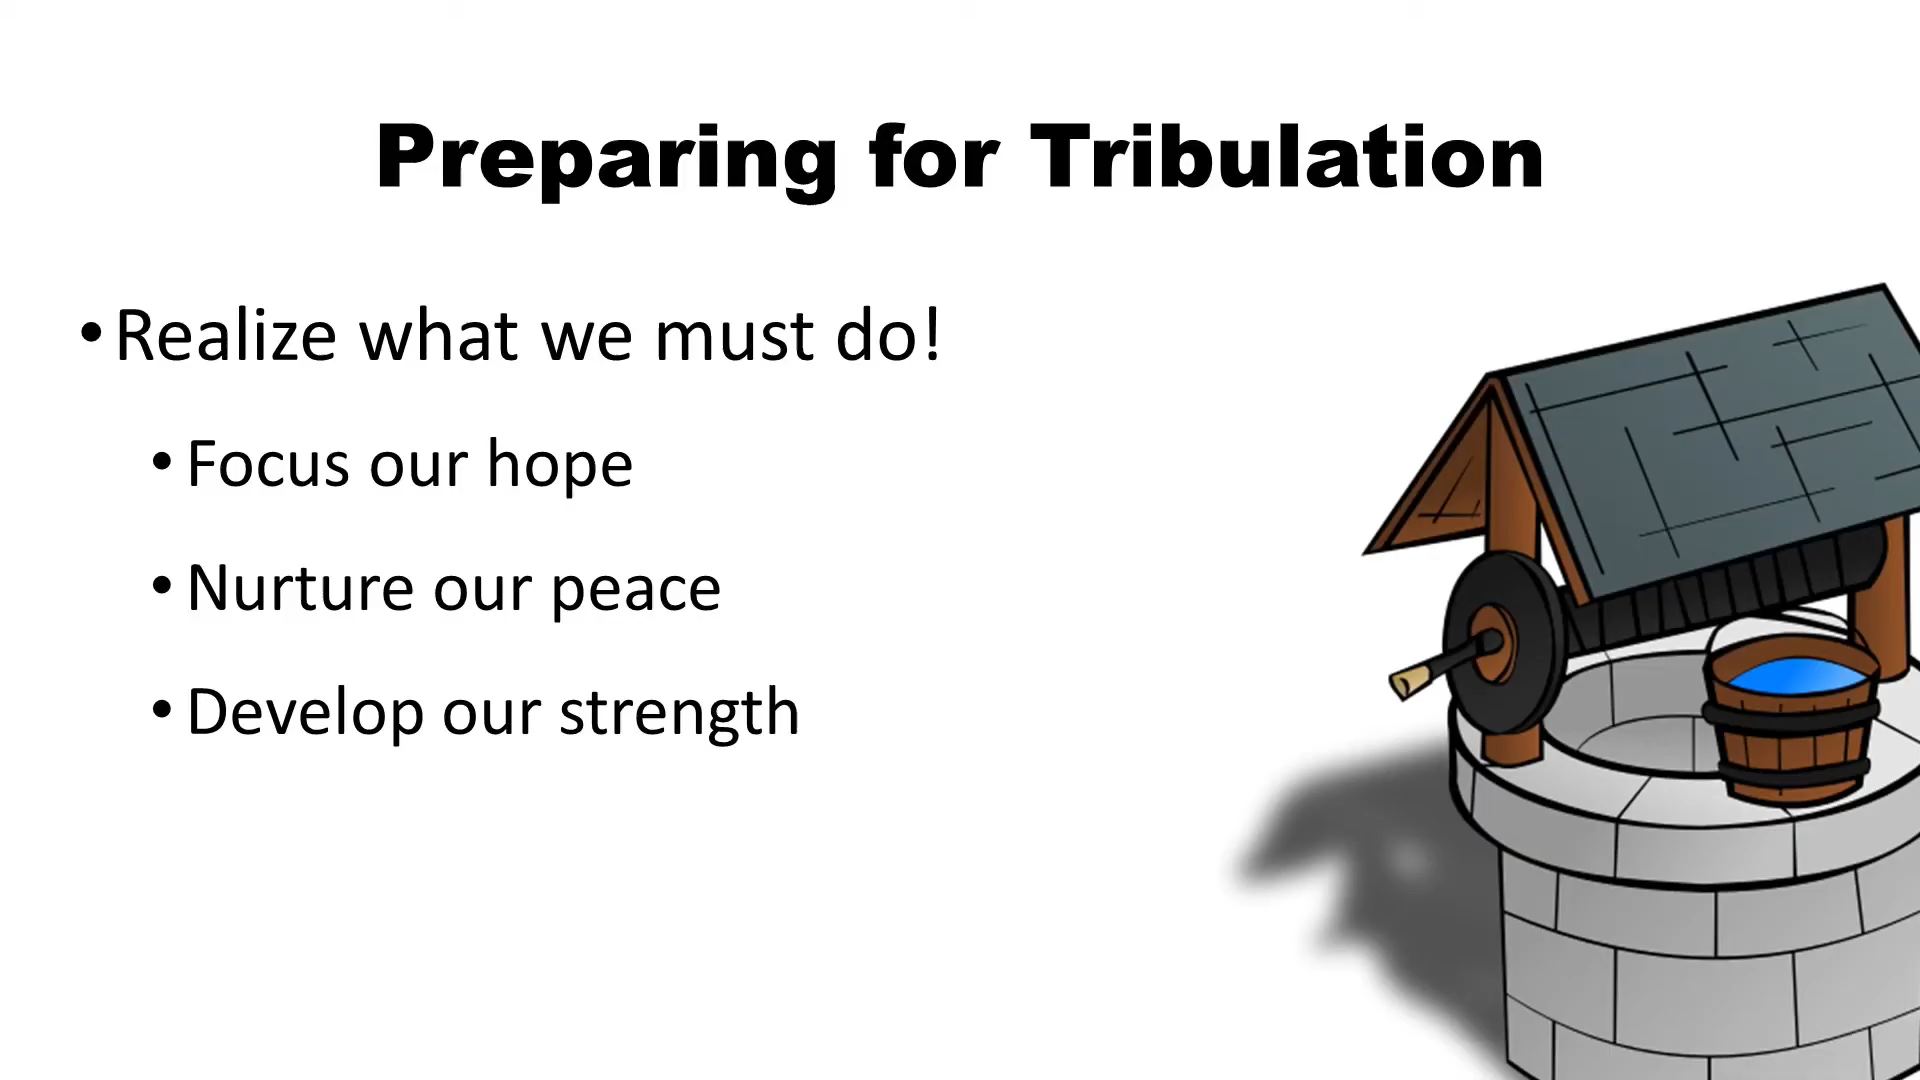 Preparing for Tribulation
•Realize what we must do!
•Focus our hope
•Nurture our peace
•Develop our strength